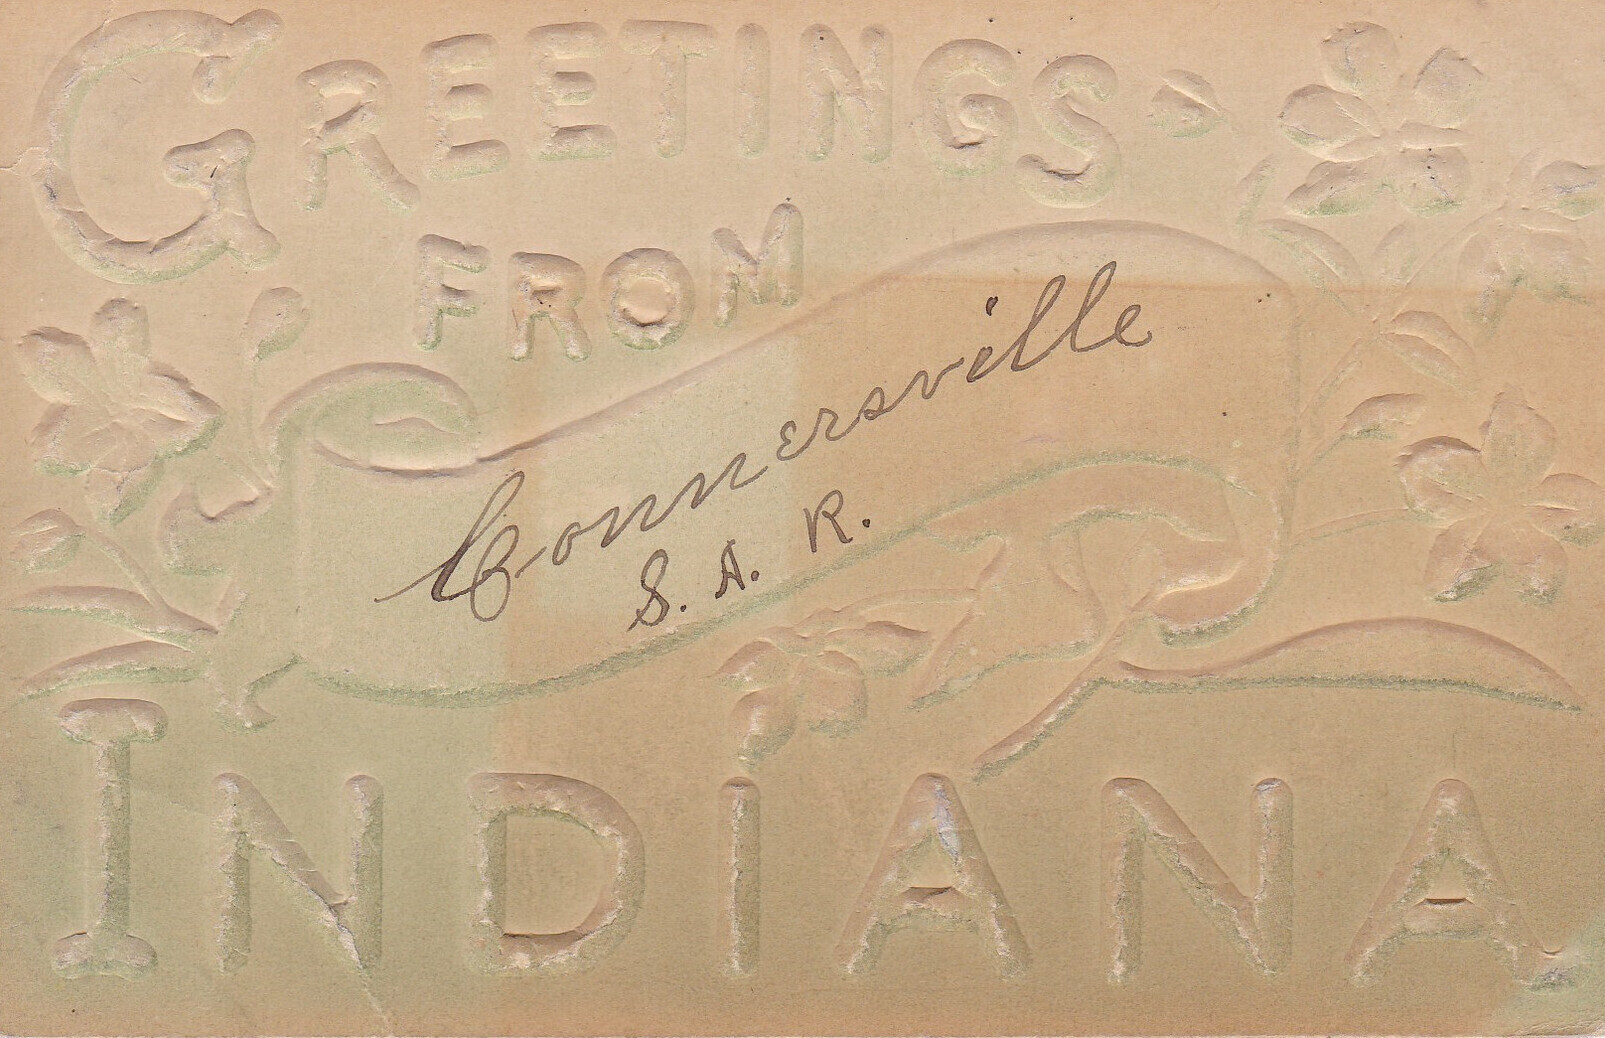 GREETINGS
FROM
Connersville
S. A. R.
INDIANA